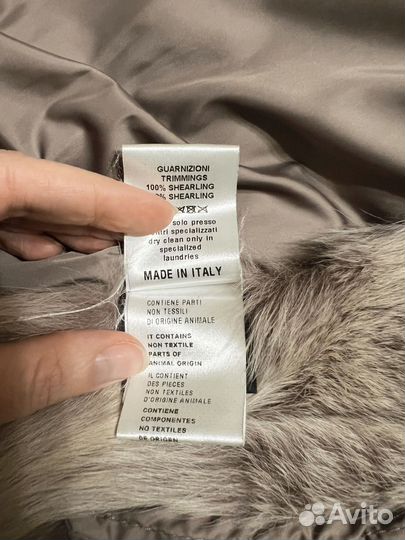 GUARNIZIONI
TRIMMINGS
100% SHEARLING
% SHEARLING
solo presso
specializzati
dry clean only in
specialized
laundries
MADE IN ITALY
CONTIENE PARTI
NON TESSILI
DI ORIGINE ANIMALE
IT CONTAINS
NON TEXTILE
PARTS OF
ANIMAL ORIGIN
IL CONTIENT
DES PIECES
NON TEXTILES
D'ORIGINE ANIMALE
CONTIENE
COMPONENTES
NO TEXTILES
DE ORIGEN
Avito